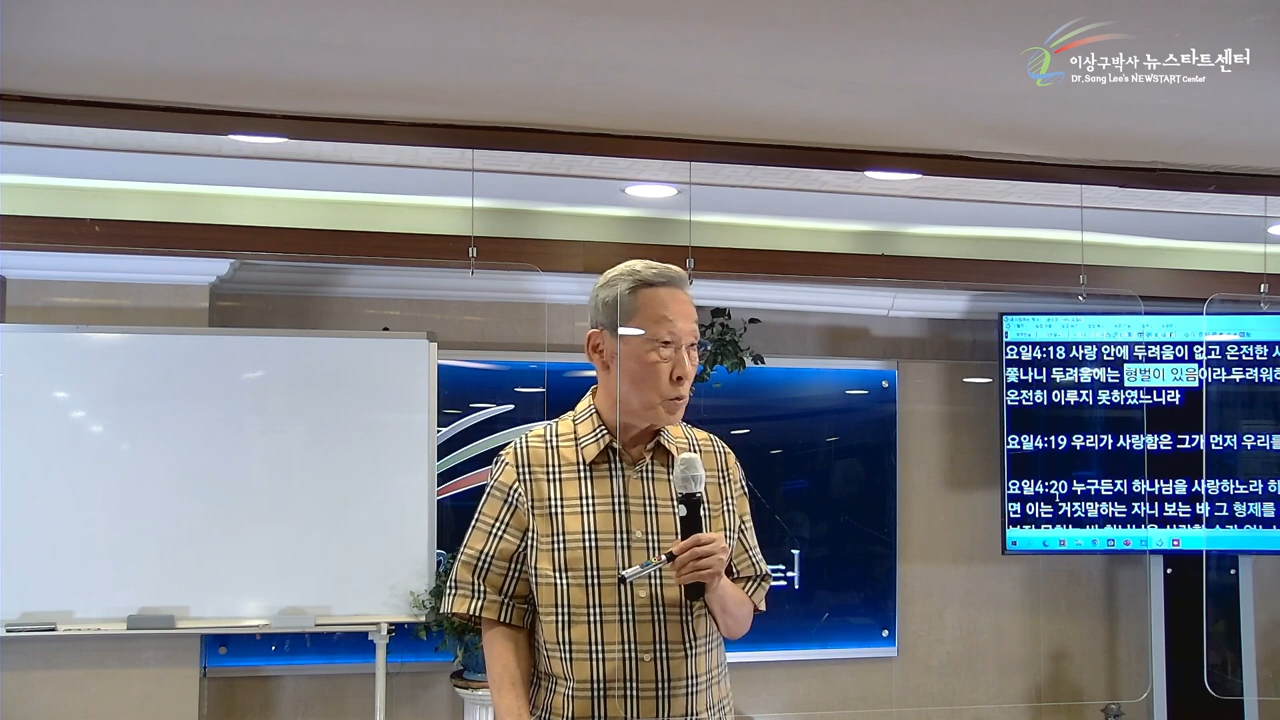 이상구박사 뉴스타트센터
Dr. Sang Lee's NEWSTART Center
요일4:18 사랑 안에 두려움이 없고 온전한 사
쫓나니 두려움에는 형벌이 있음이라 두려워하
온전히 이루지 못하였느니라
요일4:19 우리가 사랑함은 그가 먼저 우리를
요일4:20 누구든지 하나님을 사랑하노라 하
면 이는 거짓말하는 자니 보는 바 그 형제를
터